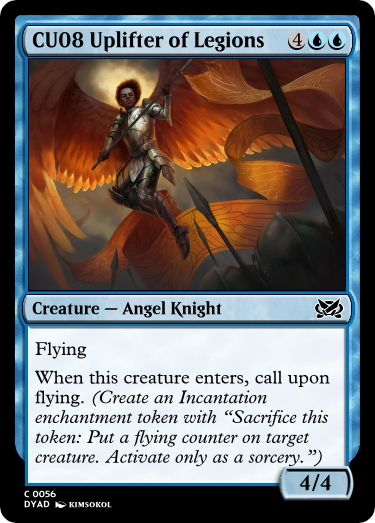 CU08 Uplifter of Legions 4
Creature — Angel Knight
Flying
When this creature enters, call upon
flying. (Create an Incantation
enchantment token with “Sacrifice this
token: Put a flying counter on target
creature. Activate only as a sorcery.”)
4/4
C 0056
DYAD KIMSOKOL